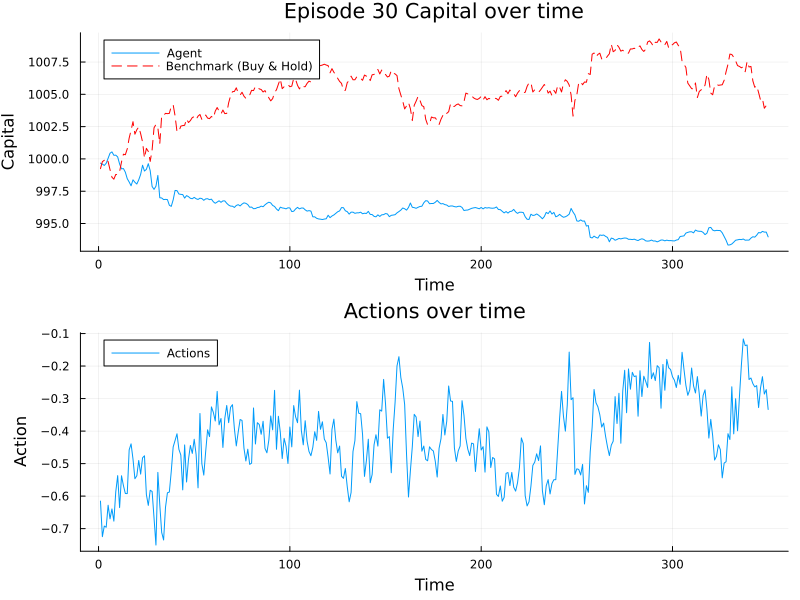 Episode 30 Capital over time
Agent
Benchmark (Buy & Hold)
Capital
1007.5
1005.0
1002.5
1000.0
997.5
995.0
0
100
200
300
Time
Actions over time
Actions
Action
−0.1
−0.2
−0.3
−0.4
−0.5
−0.6
−0.7
0
100
200
300
Time